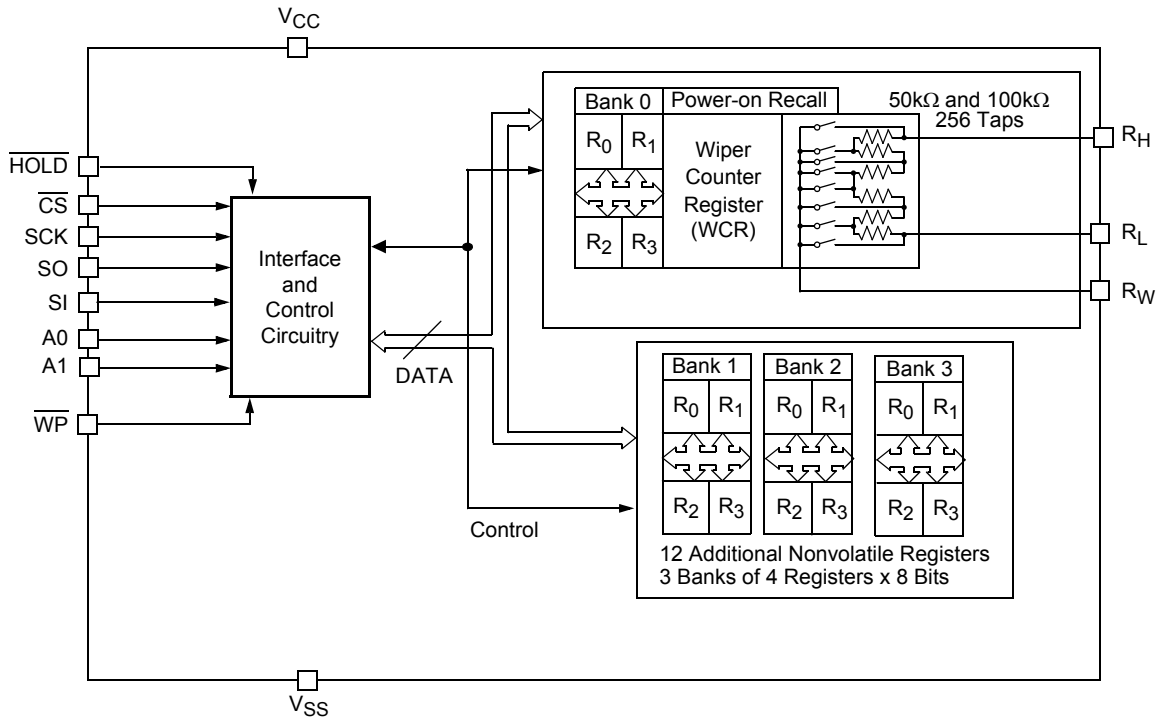 VCC
HOLD
CS
SCK
SO
SI
A0
A1
WP
Interface
and
Control
Circuitry
DATA
Control
Bank 0
Power-on Recall
R0
R1
R2
R3
Wiper
Counter
Register
(WCR)
50kΩ and 100kΩ
256 Taps
RH
RL
RW
Bank 1
R0
R1
R2
R3
Bank 2
R0
R1
R2
R3
Bank 3
R0
R1
R2
R3
12 Additional Nonvolatile Registers
3 Banks of 4 Registers x 8 Bits
VSS